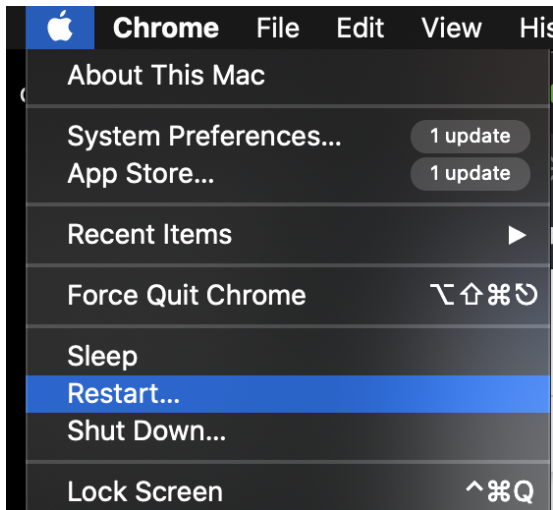 Chrome File Edit View His
About This Mac
System Preferences... 1 update
App Store... 1 update
Recent Items ▶
Force Quit Chrome ⌥⇧⌘⎋
Sleep
Restart...
Shut Down...
Lock Screen ^⌘Q